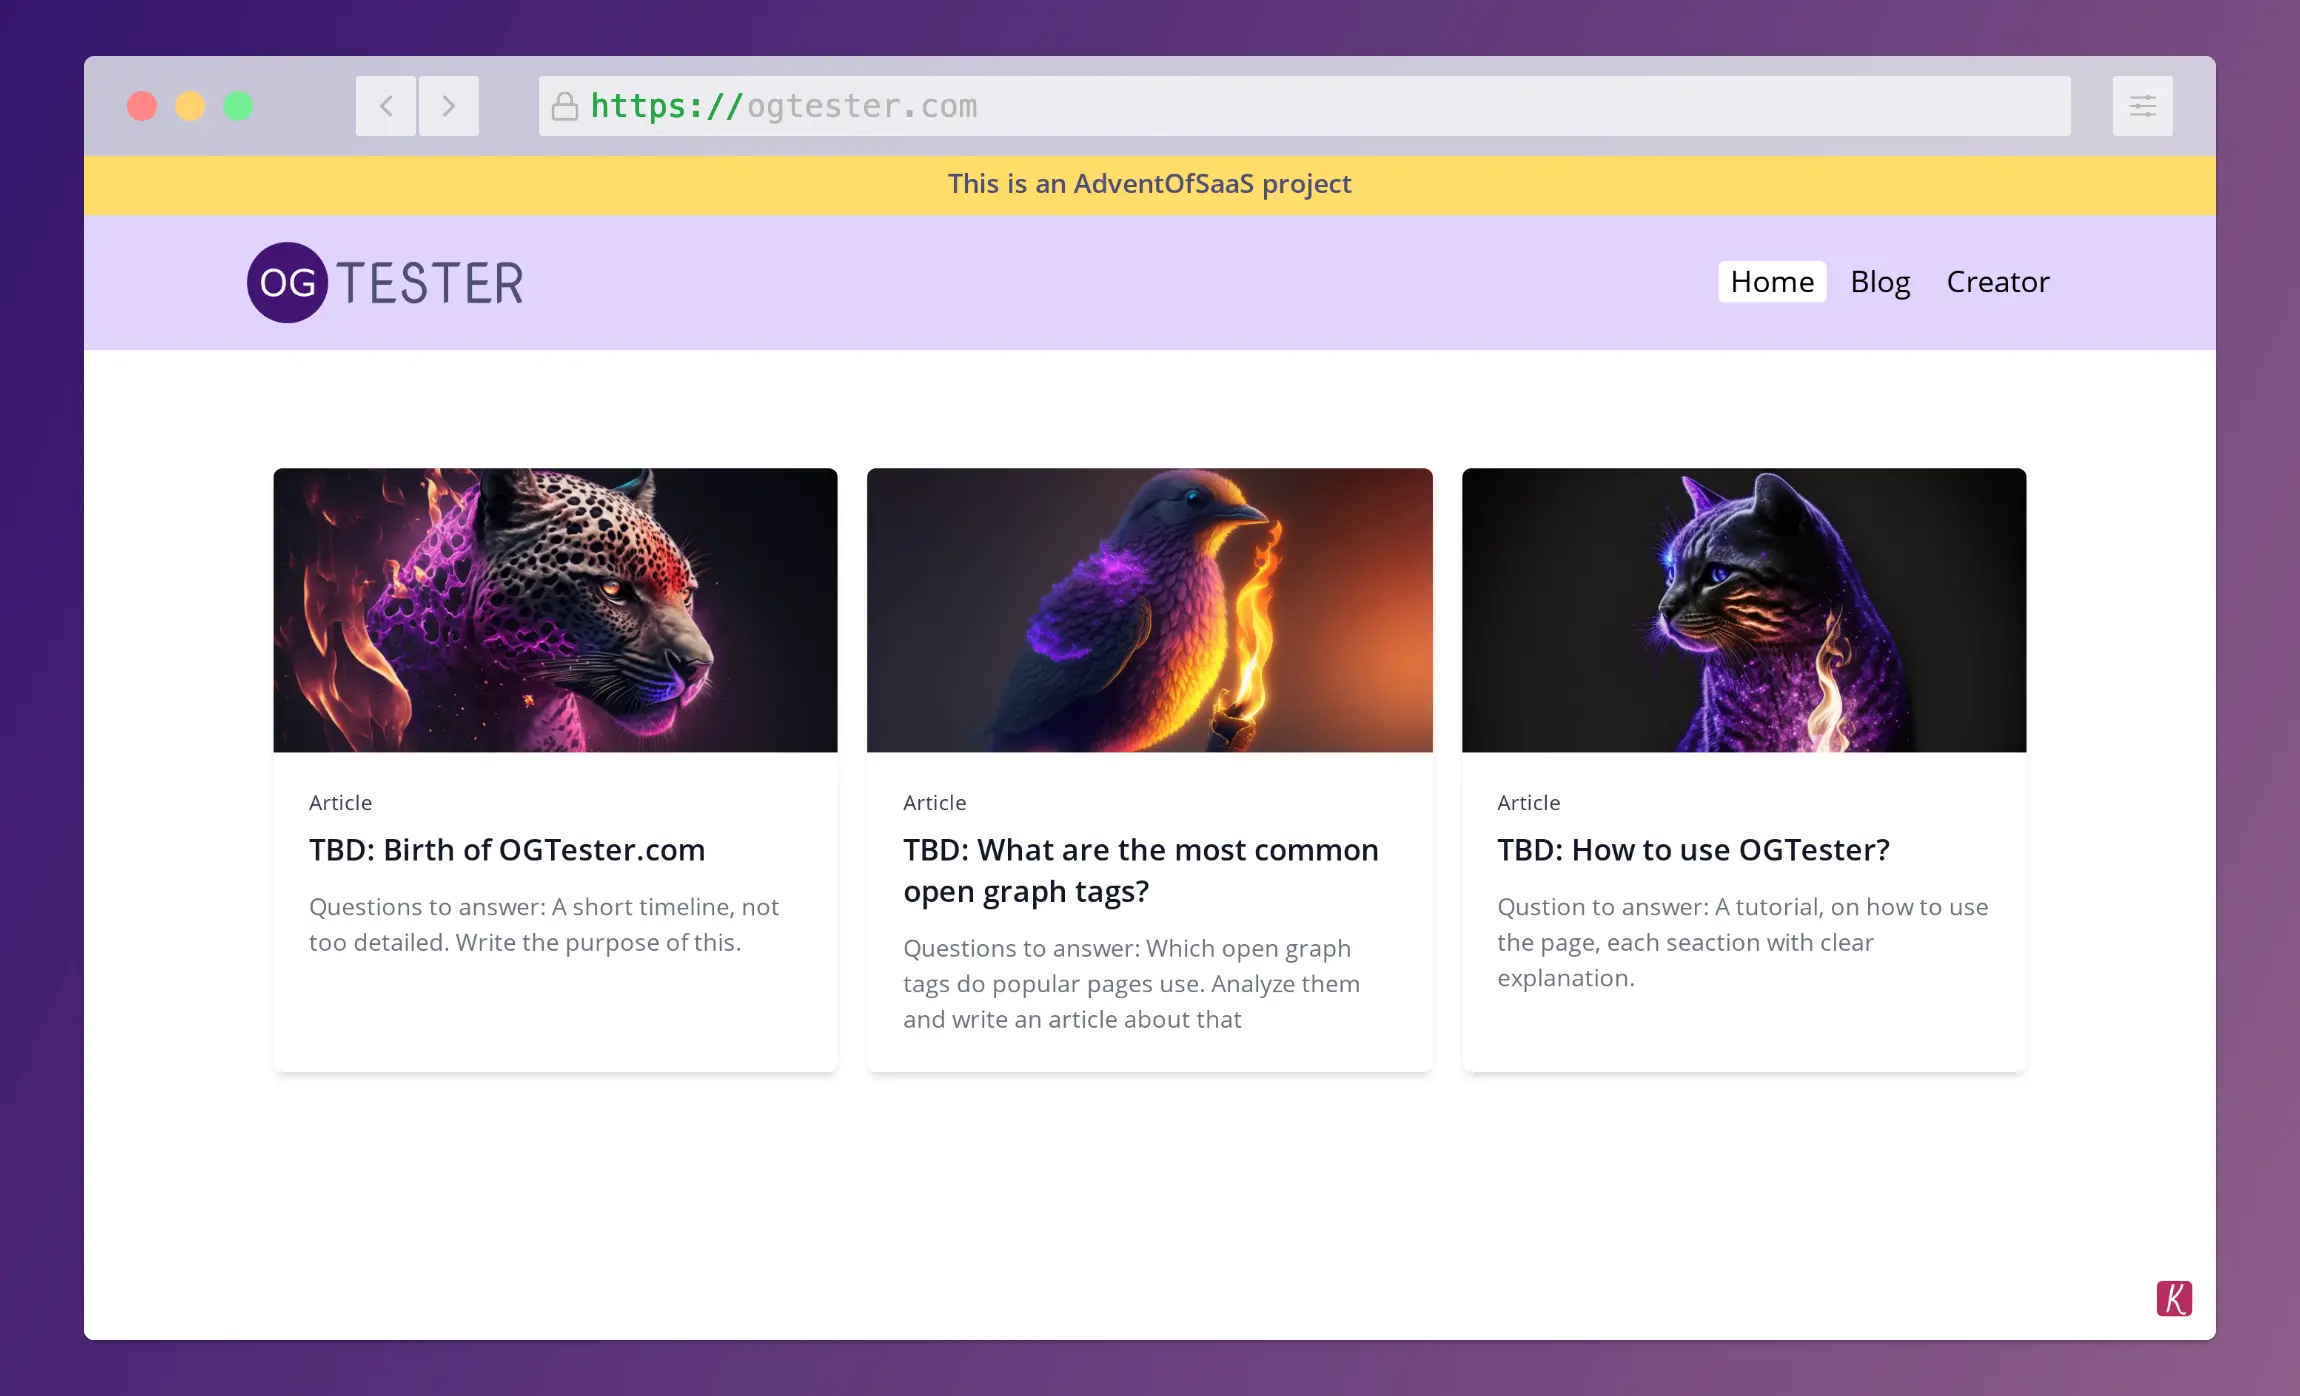 https://ogtester.com
This is an AdventOfSaaS project
OG TESTER
Home Blog Creator
Article
TBD: Birth of OGTester.com
Questions to answer: A short timeline, not
too detailed. Write the purpose of this.
Article
TBD: What are the most common
open graph tags?
Questions to answer: Which open graph
tags do popular pages use. Analyze them
and write an article about that
Article
TBD: How to use OGTester?
Qustion to answer: A tutorial, on how to use
the page, each seaction with clear
explanation.
K